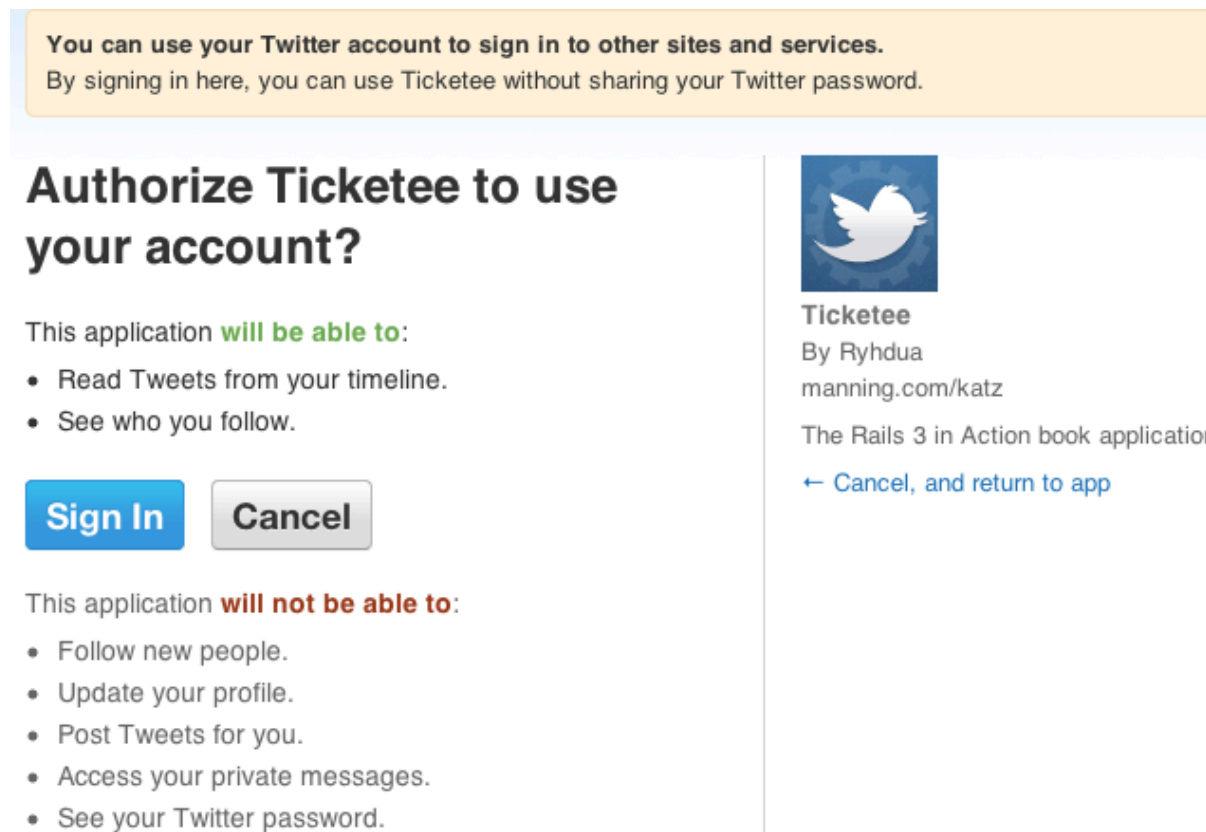 You can use your Twitter account to sign in to other sites and services.
By signing in here, you can use Ticketee without sharing your Twitter password.
Authorize Ticketee to use
your account?
This application will be able to:
• Read Tweets from your timeline.
• See who you follow.
Sign In
Cancel
This application will not be able to:
• Follow new people.
• Update your profile.
• Post Tweets for you.
• Access your private messages.
• See your Twitter password.
Ticketee
By Ryhdua
manning.com/katz
The Rails 3 in Action book
← Cancel, and return to app